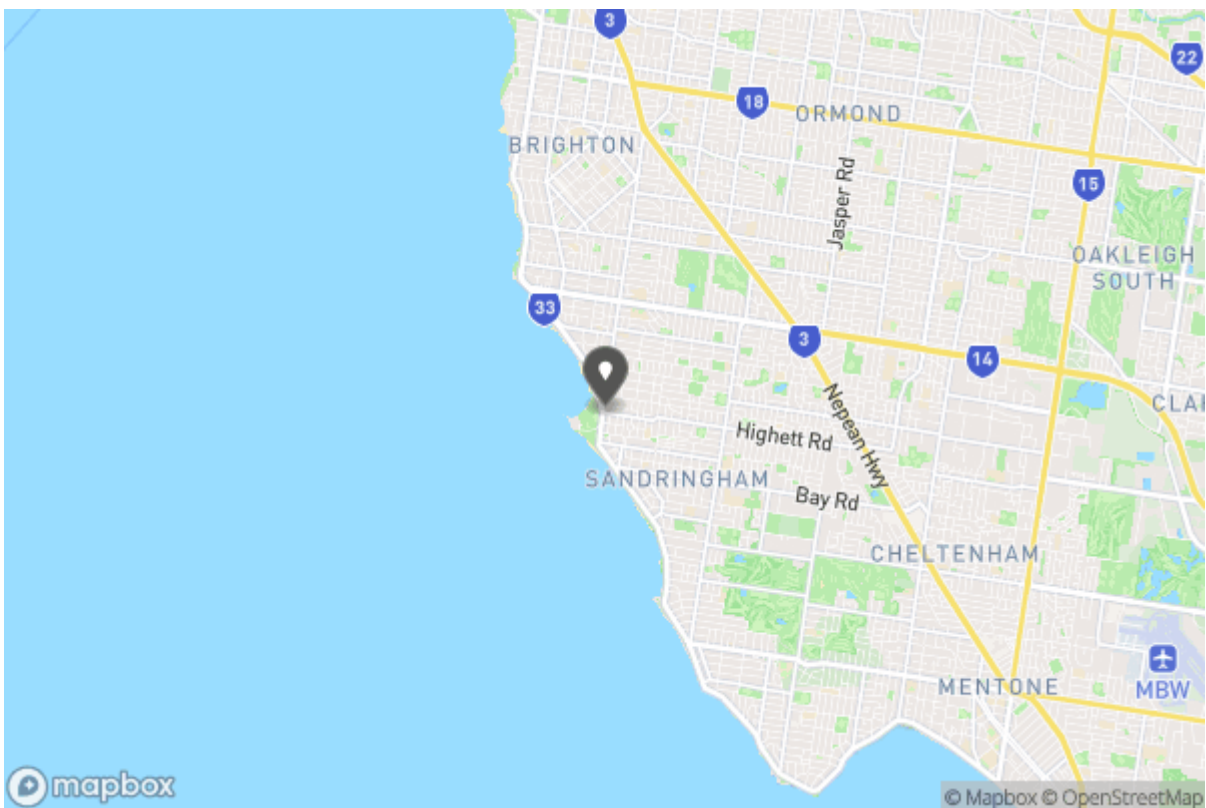 3
22
18
ORMOND
BRIGHTON
15
Jasper Rd
OAKLEIGH
SOUTH
33
3
14
Nepean Hwy
CLA
Highett Rd
SANDRINGHAM
Bay Rd
CHELTENHAM
MENTONE
MBW
mapbox
© Mapbox © OpenStreetMap